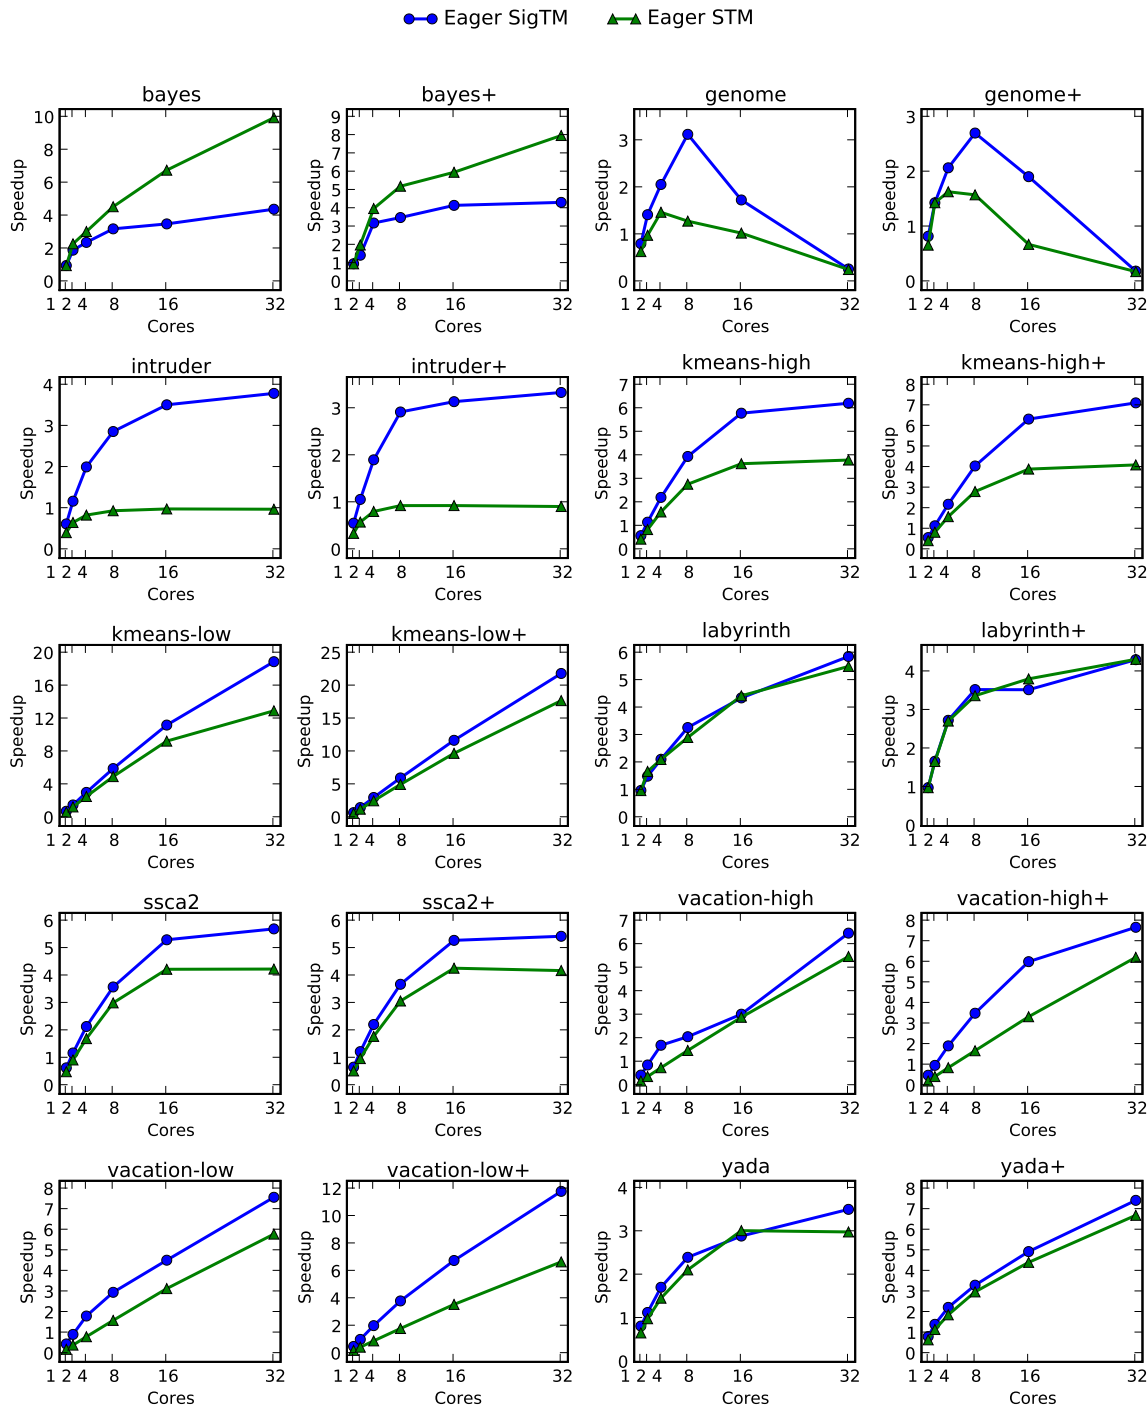 Eager SigTM Eager STM
bayes bayes+ genome genome+
Speedup 10 8 6 4 2 0
Speedup 9 8 7 6 5 4 3 2 1 0
Speedup 3 2 1 0
Speedup 3 2 1 0
1 2 4 8 16 32 1 2 4 8 16 32 1 2 4 8 16 32 1 2 4 8 16 32
Cores Cores Cores Cores
intruder intruder+ kmeans-high kmeans-high+
Speedup 4 3 2 1 0
Speedup 3 2 1 0
Speedup 7 6 5 4 3 2 1 0
Speedup 8 7 6 5 4 3 2 1 0
1 2 4 8 16 32 1 2 4 8 16 32 1 2 4 8 16 32 1 2 4 8 16 32
Cores Cores Cores Cores
kmeans-low kmeans-low+ labyrinth labyrinth+
Speedup 20 16 12 8 4 0
Speedup 25 20 15 10 5 0
Speedup 6 5 4 3 2 1 0
Speedup 4 3 2 1 0
1 2 4 8 16 32 1 2 4 8 16 32 1 2 4 8 16 32 1 2 4 8 16 32
Cores Cores Cores Cores
ssca2 ssca2+ vacation-high vacation-high+
Speedup 6 5 4 3 2 1 0
Speedup 6 5 4 3 2 1 0
Speedup 7 6 5 4 3 2 1 0
Speedup 8 7 6 5 4 3 2 1 0
1 2 4 8 16 32 1 2 4 8 16 32 1 2 4 8 16 32 1 2 4 8 16 32
Cores Cores Cores Cores
vacation-low vacation-low+ yada yada+
Speedup 8 7 6 5 4 3 2 1 0
Speedup 12 10 8 6 4 2 0
Speedup 4 3 2 1 0
Speedup 8 7 6 5 4 3 2 1 0
1 2 4 8 16 32 1 2 4 8 16 32 1 2 4 8 16 32 1 2 4 8 16 32
Cores Cores Cores Cores